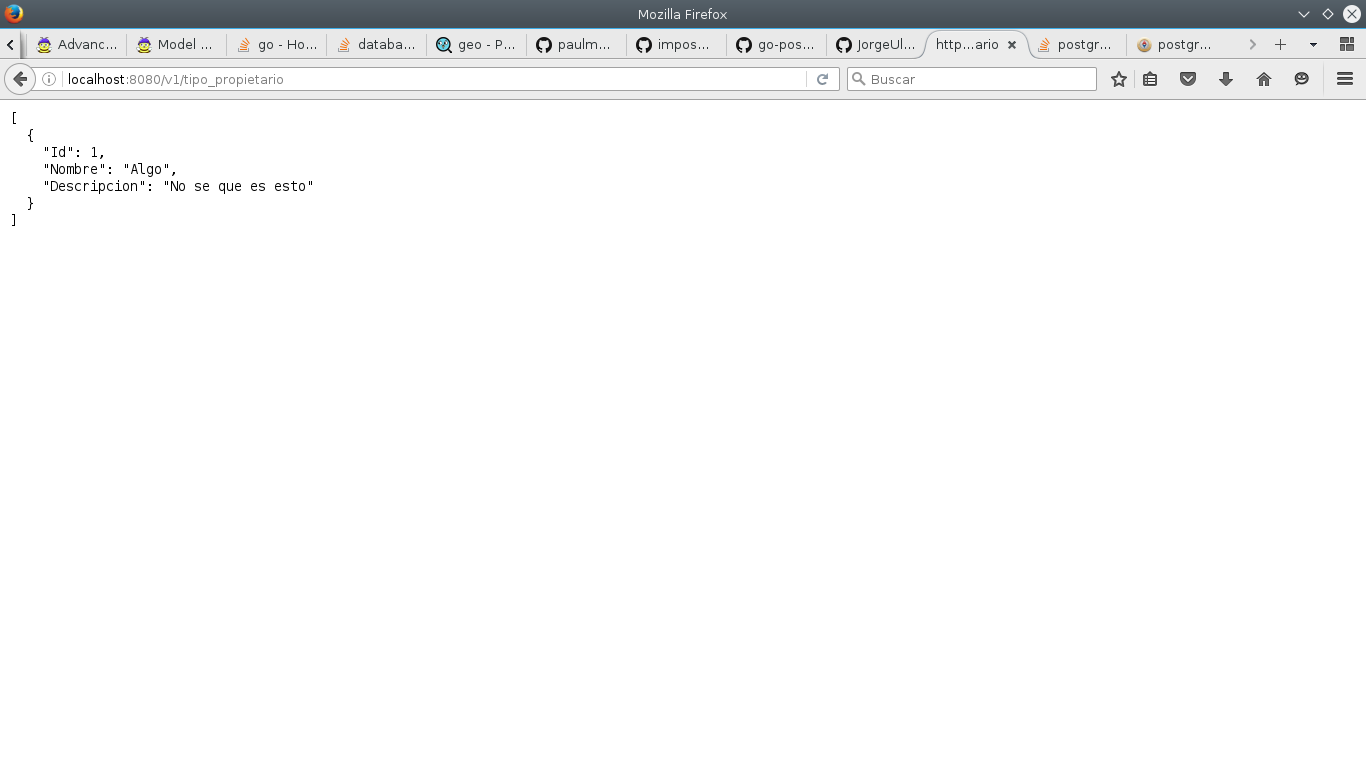 Mozilla Firefox
Advanc...
Model ...
go - Ho...
databa...
geo - P...
paulm...
impos...
go-pos...
JorgeUl...
http...ario
postgr...
postgr...
localhost:8080/v1/tipo_propietario
Buscar
[
{
"Id": 1,
"Nombre": "Algo",
"Descripcion": "No se que es esto"
}
]